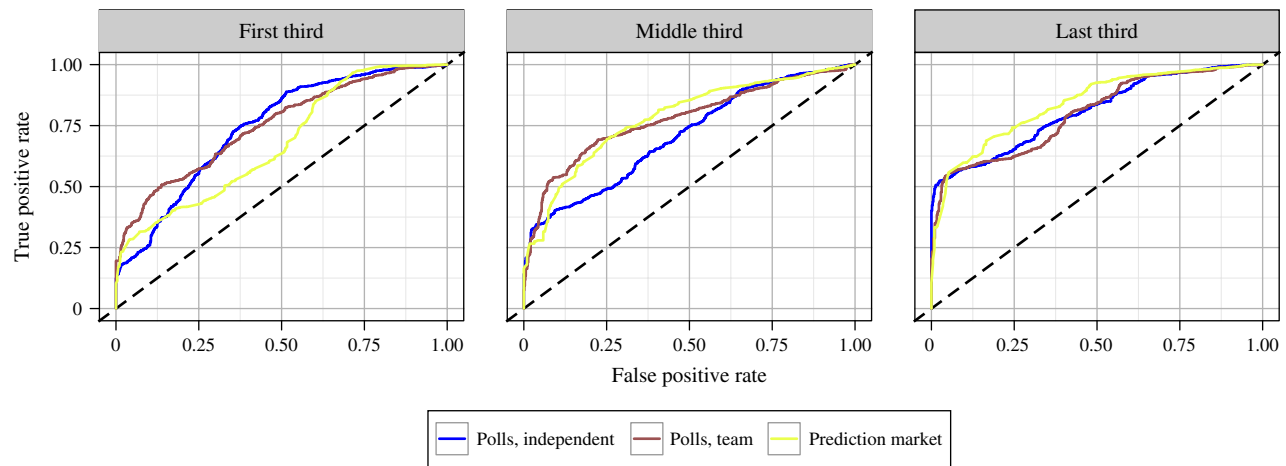 First third
Middle third
Last third
True positive rate
1.00
0.75
0.50
0.25
0
0 0.25 0.50 0.75 1.00
0 0.25 0.50 0.75 1.00
0 0.25 0.50 0.75 1.00
False positive rate
Polls, independent
Polls, team
Prediction market